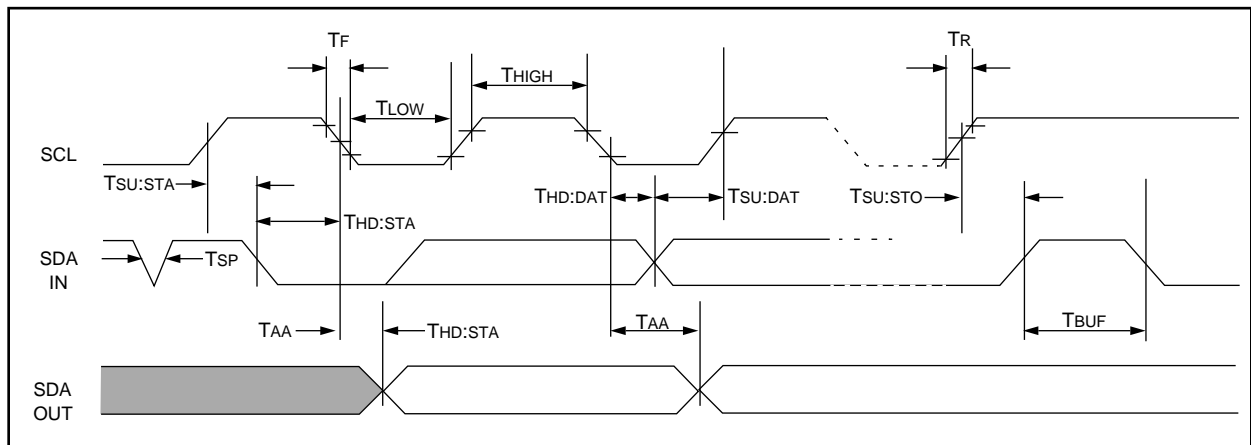 TF
TR
THIGH
TLOW
SCL
TSU:STA
THD:DAT
TSU:DAT
TSU:STO
THD:STA
SDA
IN
TSP
TAA
THD:STA
TAA
TBUF
SDA
OUT